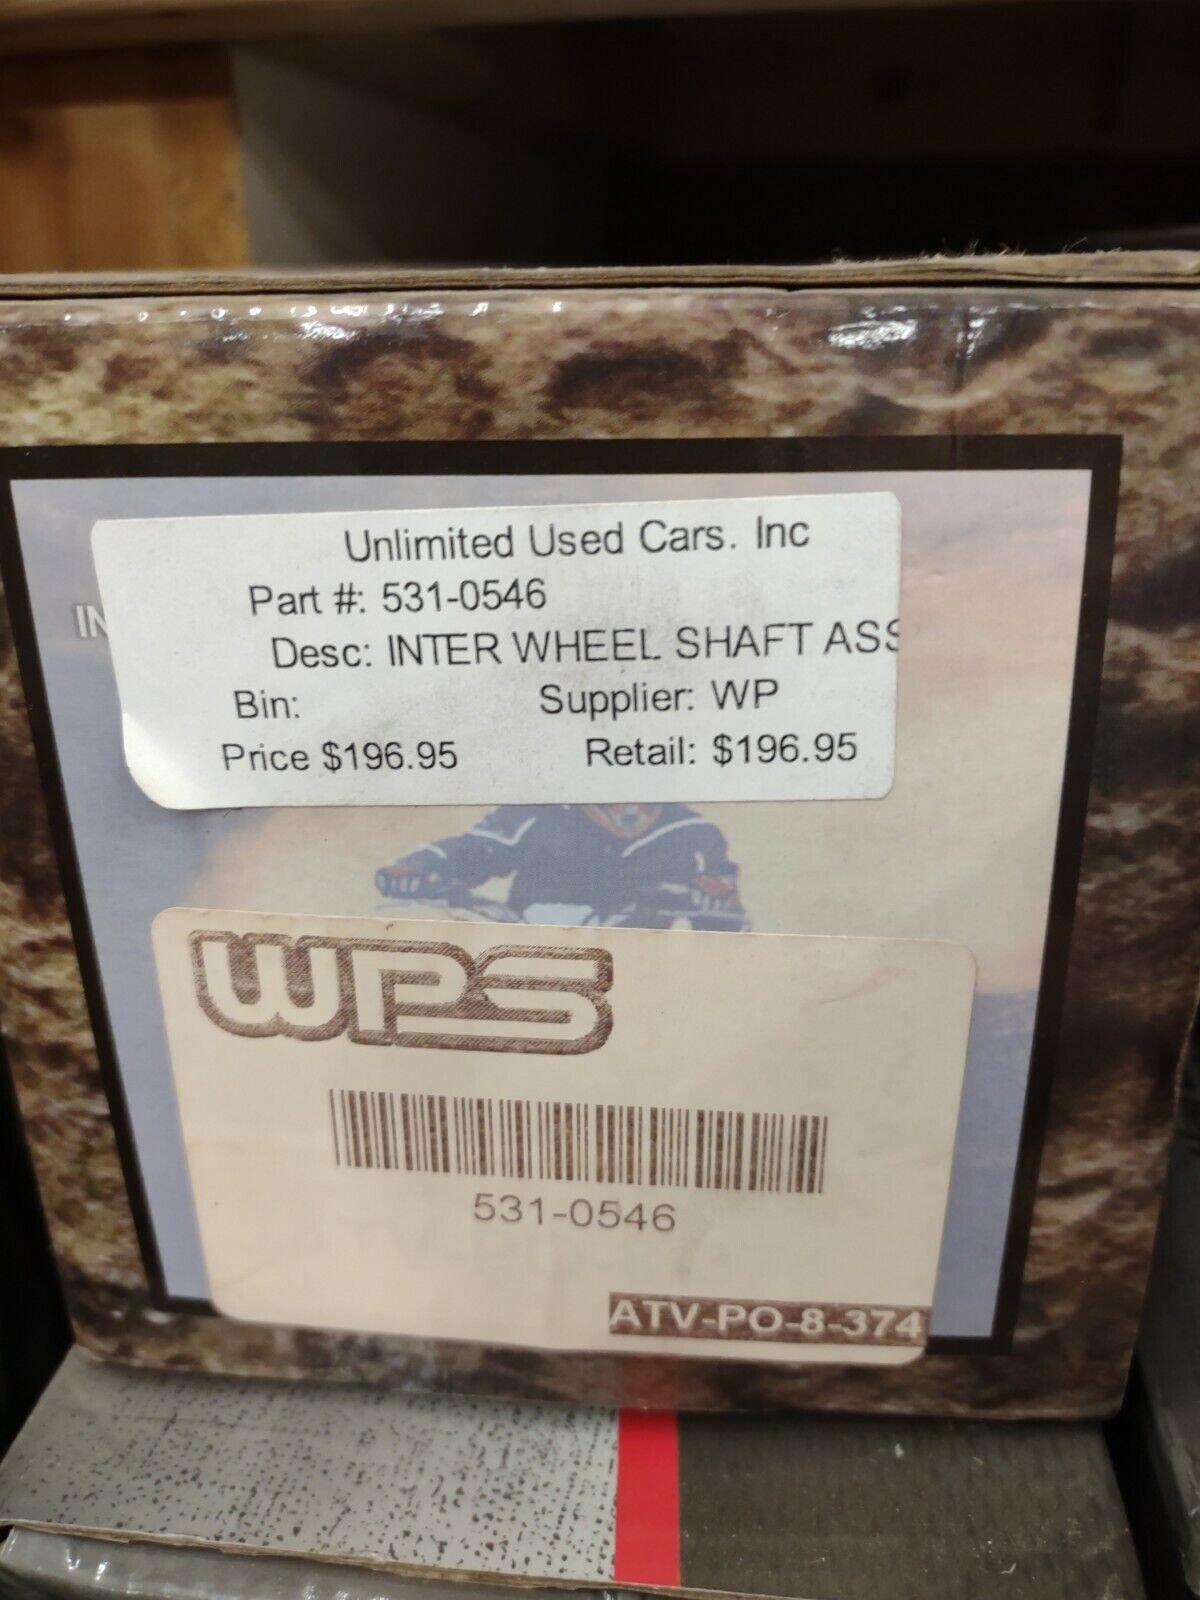 Unlimited Used Cars. Inc
Part #: 531-0546
Desc: INTER WHEEL SHAFT ASS
Bin:
Supplier: WP
Price $196.95
Retail: $196.95
IN
WPS
531-0546
ATV-PO-8-374